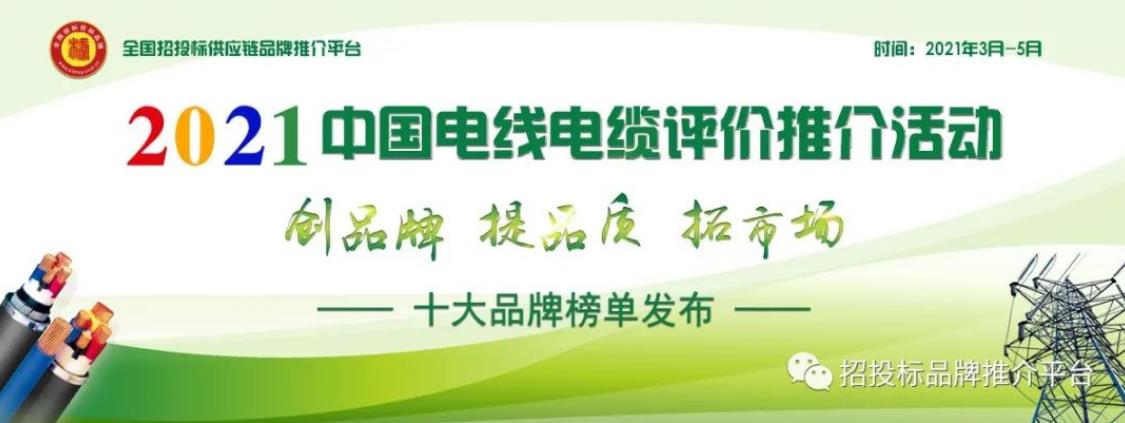 全国招投标供应链品牌推介平台
时间：2021年3月-5月
2021中国电线电缆评价推介活动
创品牌 提品质 拓市场
—— 十大品牌榜单发布 ——
招投标品牌推介平台